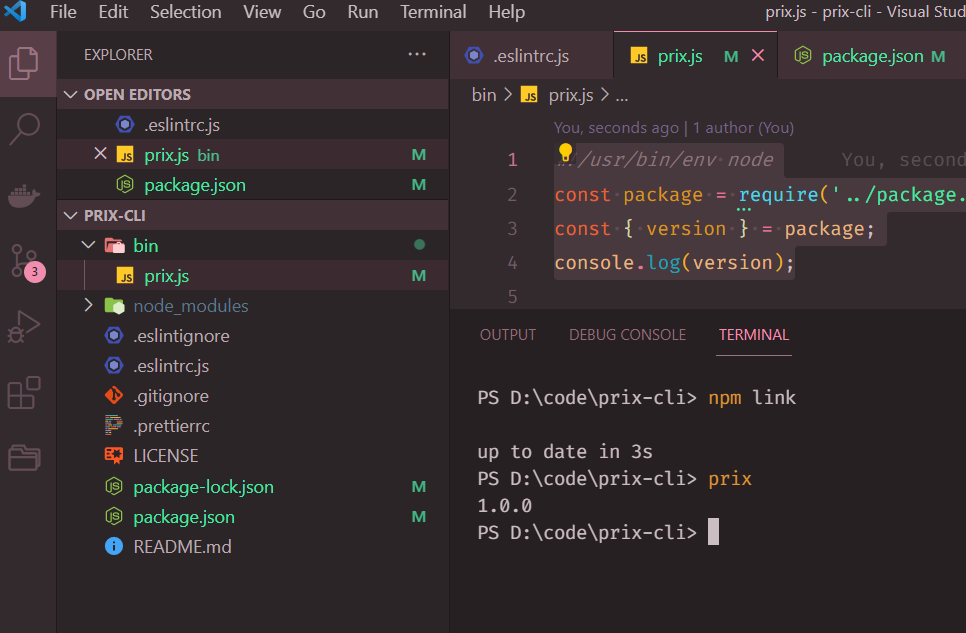 File Edit Selection View Go Run Terminal Help prix.js - prix-cli - Visual Stud
EXPLORER ...
OPEN EDITORS
.eslintrc.js
prix.js bin M
package.json M
PRIX-CLI
bin
prix.js M
node_modules
.eslintignore
.eslintrc.js
.gitignore
.prettierrc
LICENSE
package-lock.json M
package.json M
README.md
3
.eslintrc.js prix.js M package.json M
bin > prix.js > ...
You, seconds ago | 1 author (You)
1 /usr/bin/env node You, second
2 const package = require('../package.
3 const { version } = package;
4 console.log(version);
5
OUTPUT DEBUG CONSOLE TERMINAL
PS D:\code\prix-cli> npm link
up to date in 3s
PS D:\code\prix-cli> prix
1.0.0
PS D:\code\prix-cli>